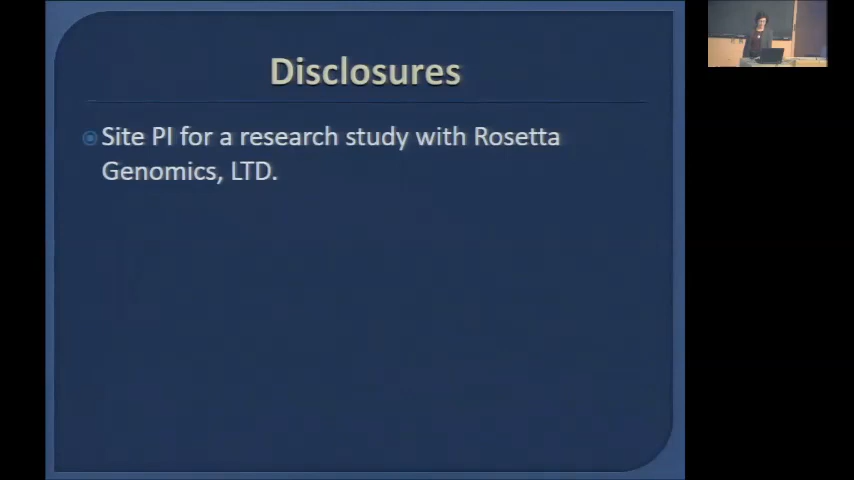 Disclosures
Site PI for a research study with Rosetta
Genomics, LTD.